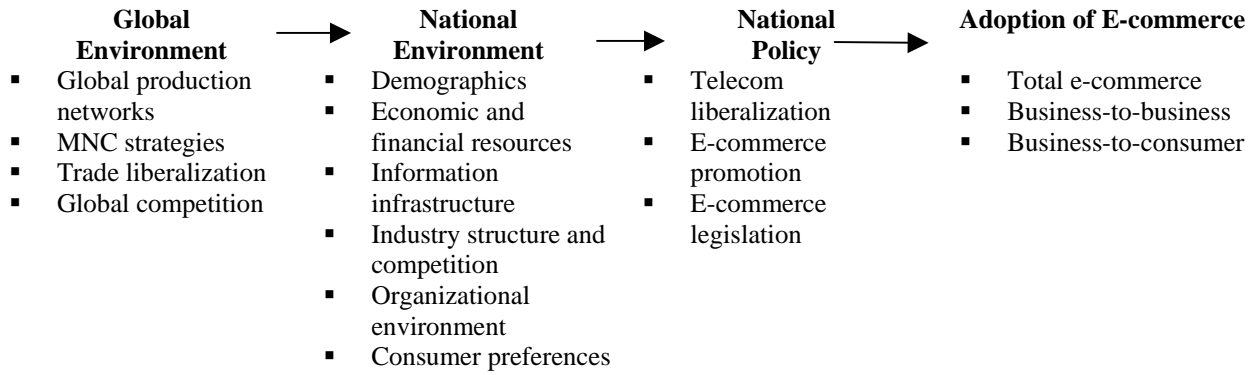 Global
Environment
▪ Global production
networks
▪ MNC strategies
▪ Trade liberalization
▪ Global competition
National
Environment
▪ Demographics
▪ Economic and
financial resources
▪ Information
infrastructure
▪ Industry structure and
competition
▪ Organizational
environment
▪ Consumer preferences
National
Policy
▪ Telecom
liberalization
▪ E-commerce
promotion
▪ E-commerce
legislation
Adoption of E-commerce
▪ Total e-commerce
▪ Business-to-business
▪ Business-to-consumer